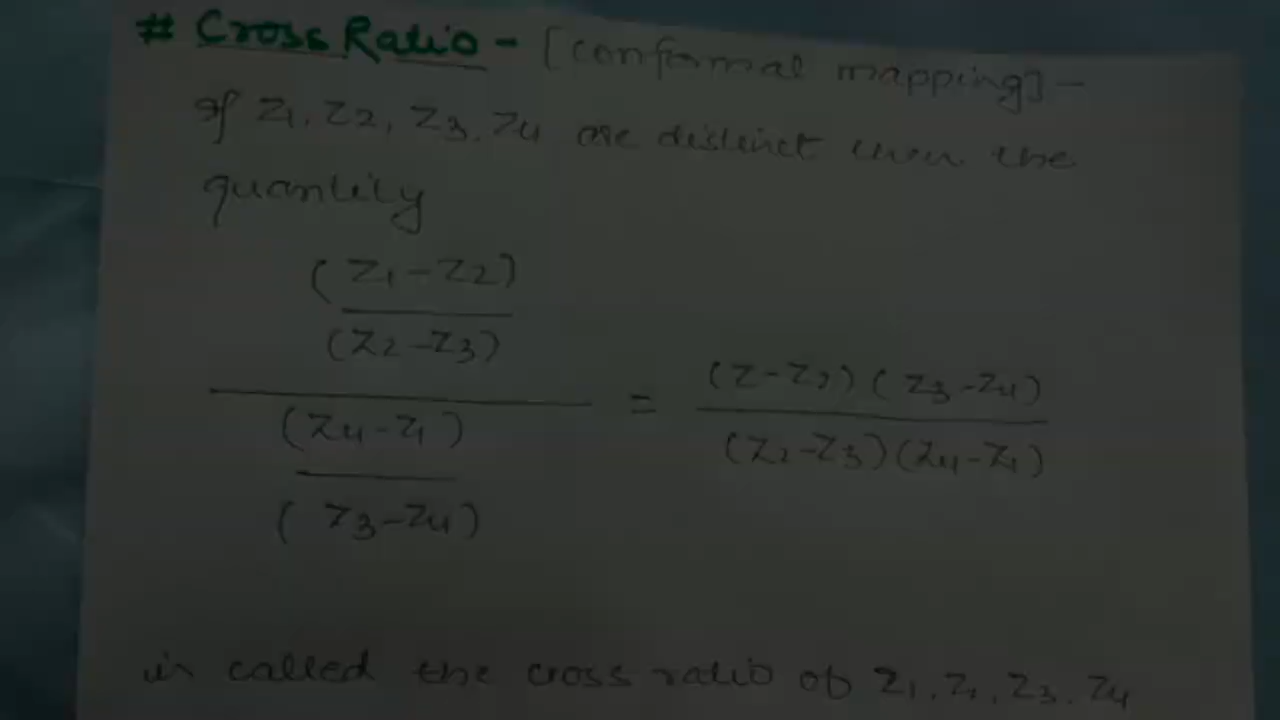 # Cross Ratio - [conformal mapping] -
If z1, z2, z3, z4 are distinct then the
quantity
(z1-z2)
(z2-z3)
(z4-z1)
(z3-z4)
= (z-z2)(z3-z4)
(z2-z3)(z4-z1)
is called the cross ratio of z1, z2, z3, z4